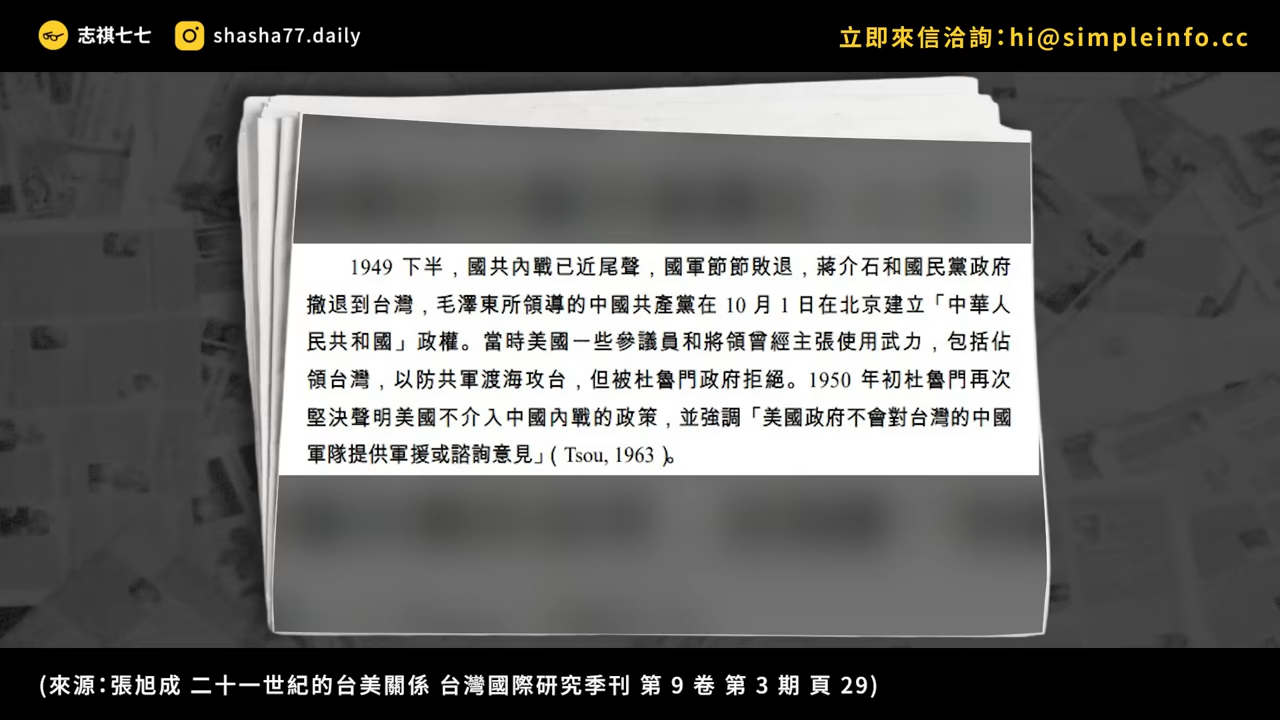 志祺七七 shasha77.daily 立即來信洽詢:hi@simpleinfo.cc
1949 下半，國共內戰已近尾聲，國軍節節敗退，蔣介石和國民黨政府
撤退到台灣，毛澤東所領導的中國共產黨在 10 月 1 日在北京建立「中華人
民共和國」政權。當時美國一些參議員和將領曾經主張使用武力，包括佔
領台灣，以防共軍渡海攻台，但被杜魯門政府拒絕。1950 年初杜魯門再次
堅決聲明美國不介入中國內戰的政策，並強調「美國政府不會對台灣的中國
軍隊提供軍援或諮詢意見」( Tsou, 1963 )。
(來源:張旭成 二十一世紀的台美關係 台灣國際研究季刊 第 9 卷 第 3 期 頁 29)